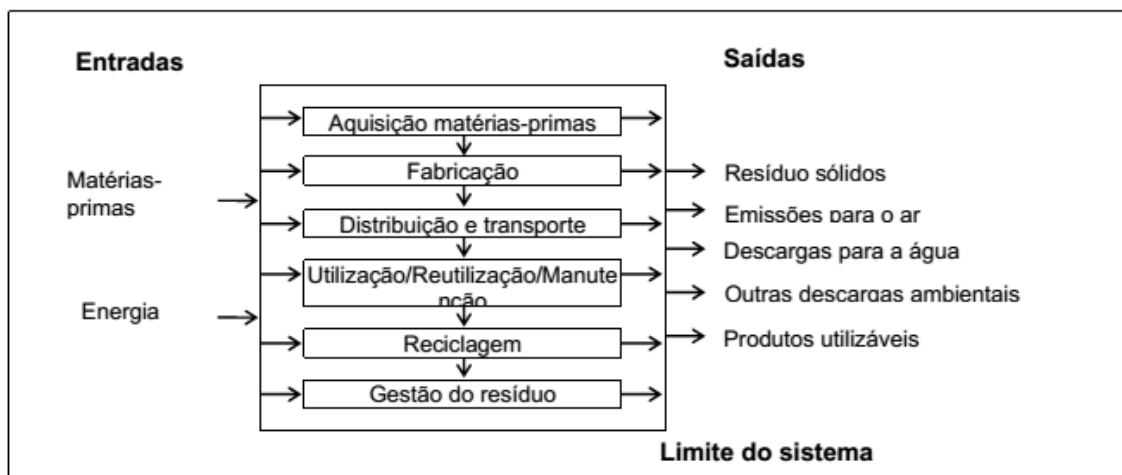 Entradas
Saídas
Aquisição matérias-primas
Fabricação
Distribuição e transporte
Utilização/Reutilização/Manute
nção
Reciclagem
Gestão do resíduo
Matérias-
primas
Energia
Resíduo sólidos
Emissões para o ar
Descargas para a água
Outras descargas ambientais
Produtos utilizáveis
Limite do sistema